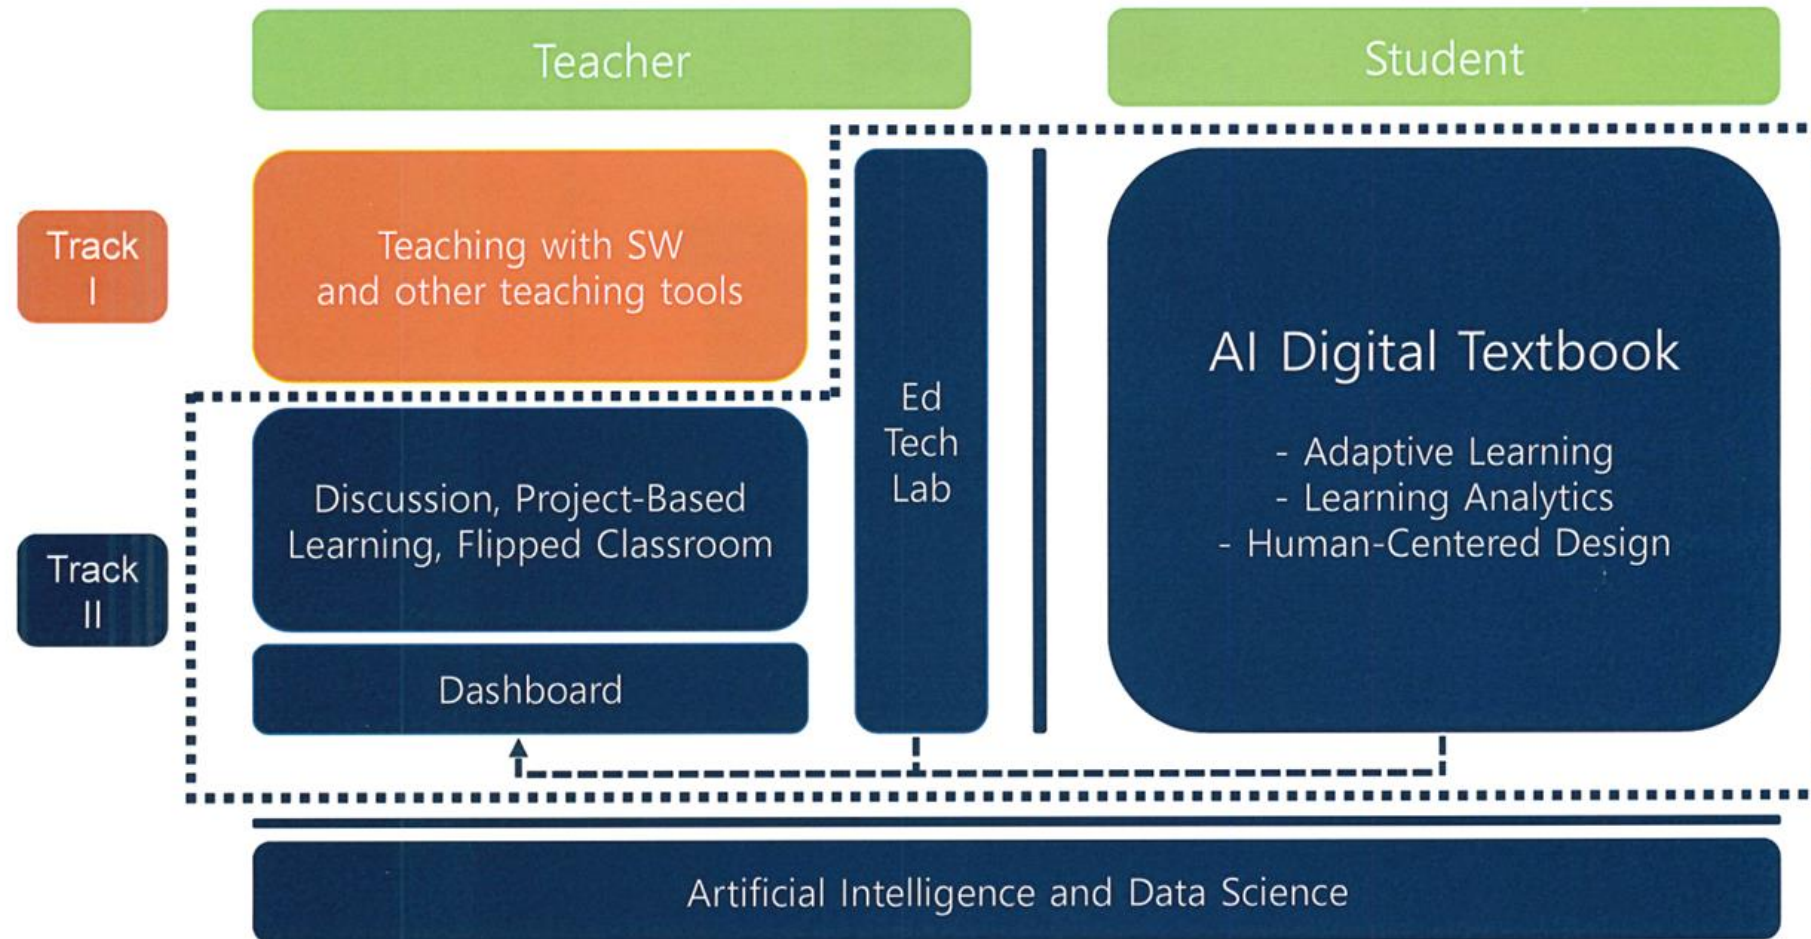 Teacher
Student
Track
I
Teaching with SW
and other teaching tools
Track
II
Discussion, Project-Based
Learning, Flipped Classroom
Dashboard
Ed
Tech
Lab
AI Digital Textbook
- Adaptive Learning
- Learning Analytics
- Human-Centered Design
Artificial Intelligence and Data Science